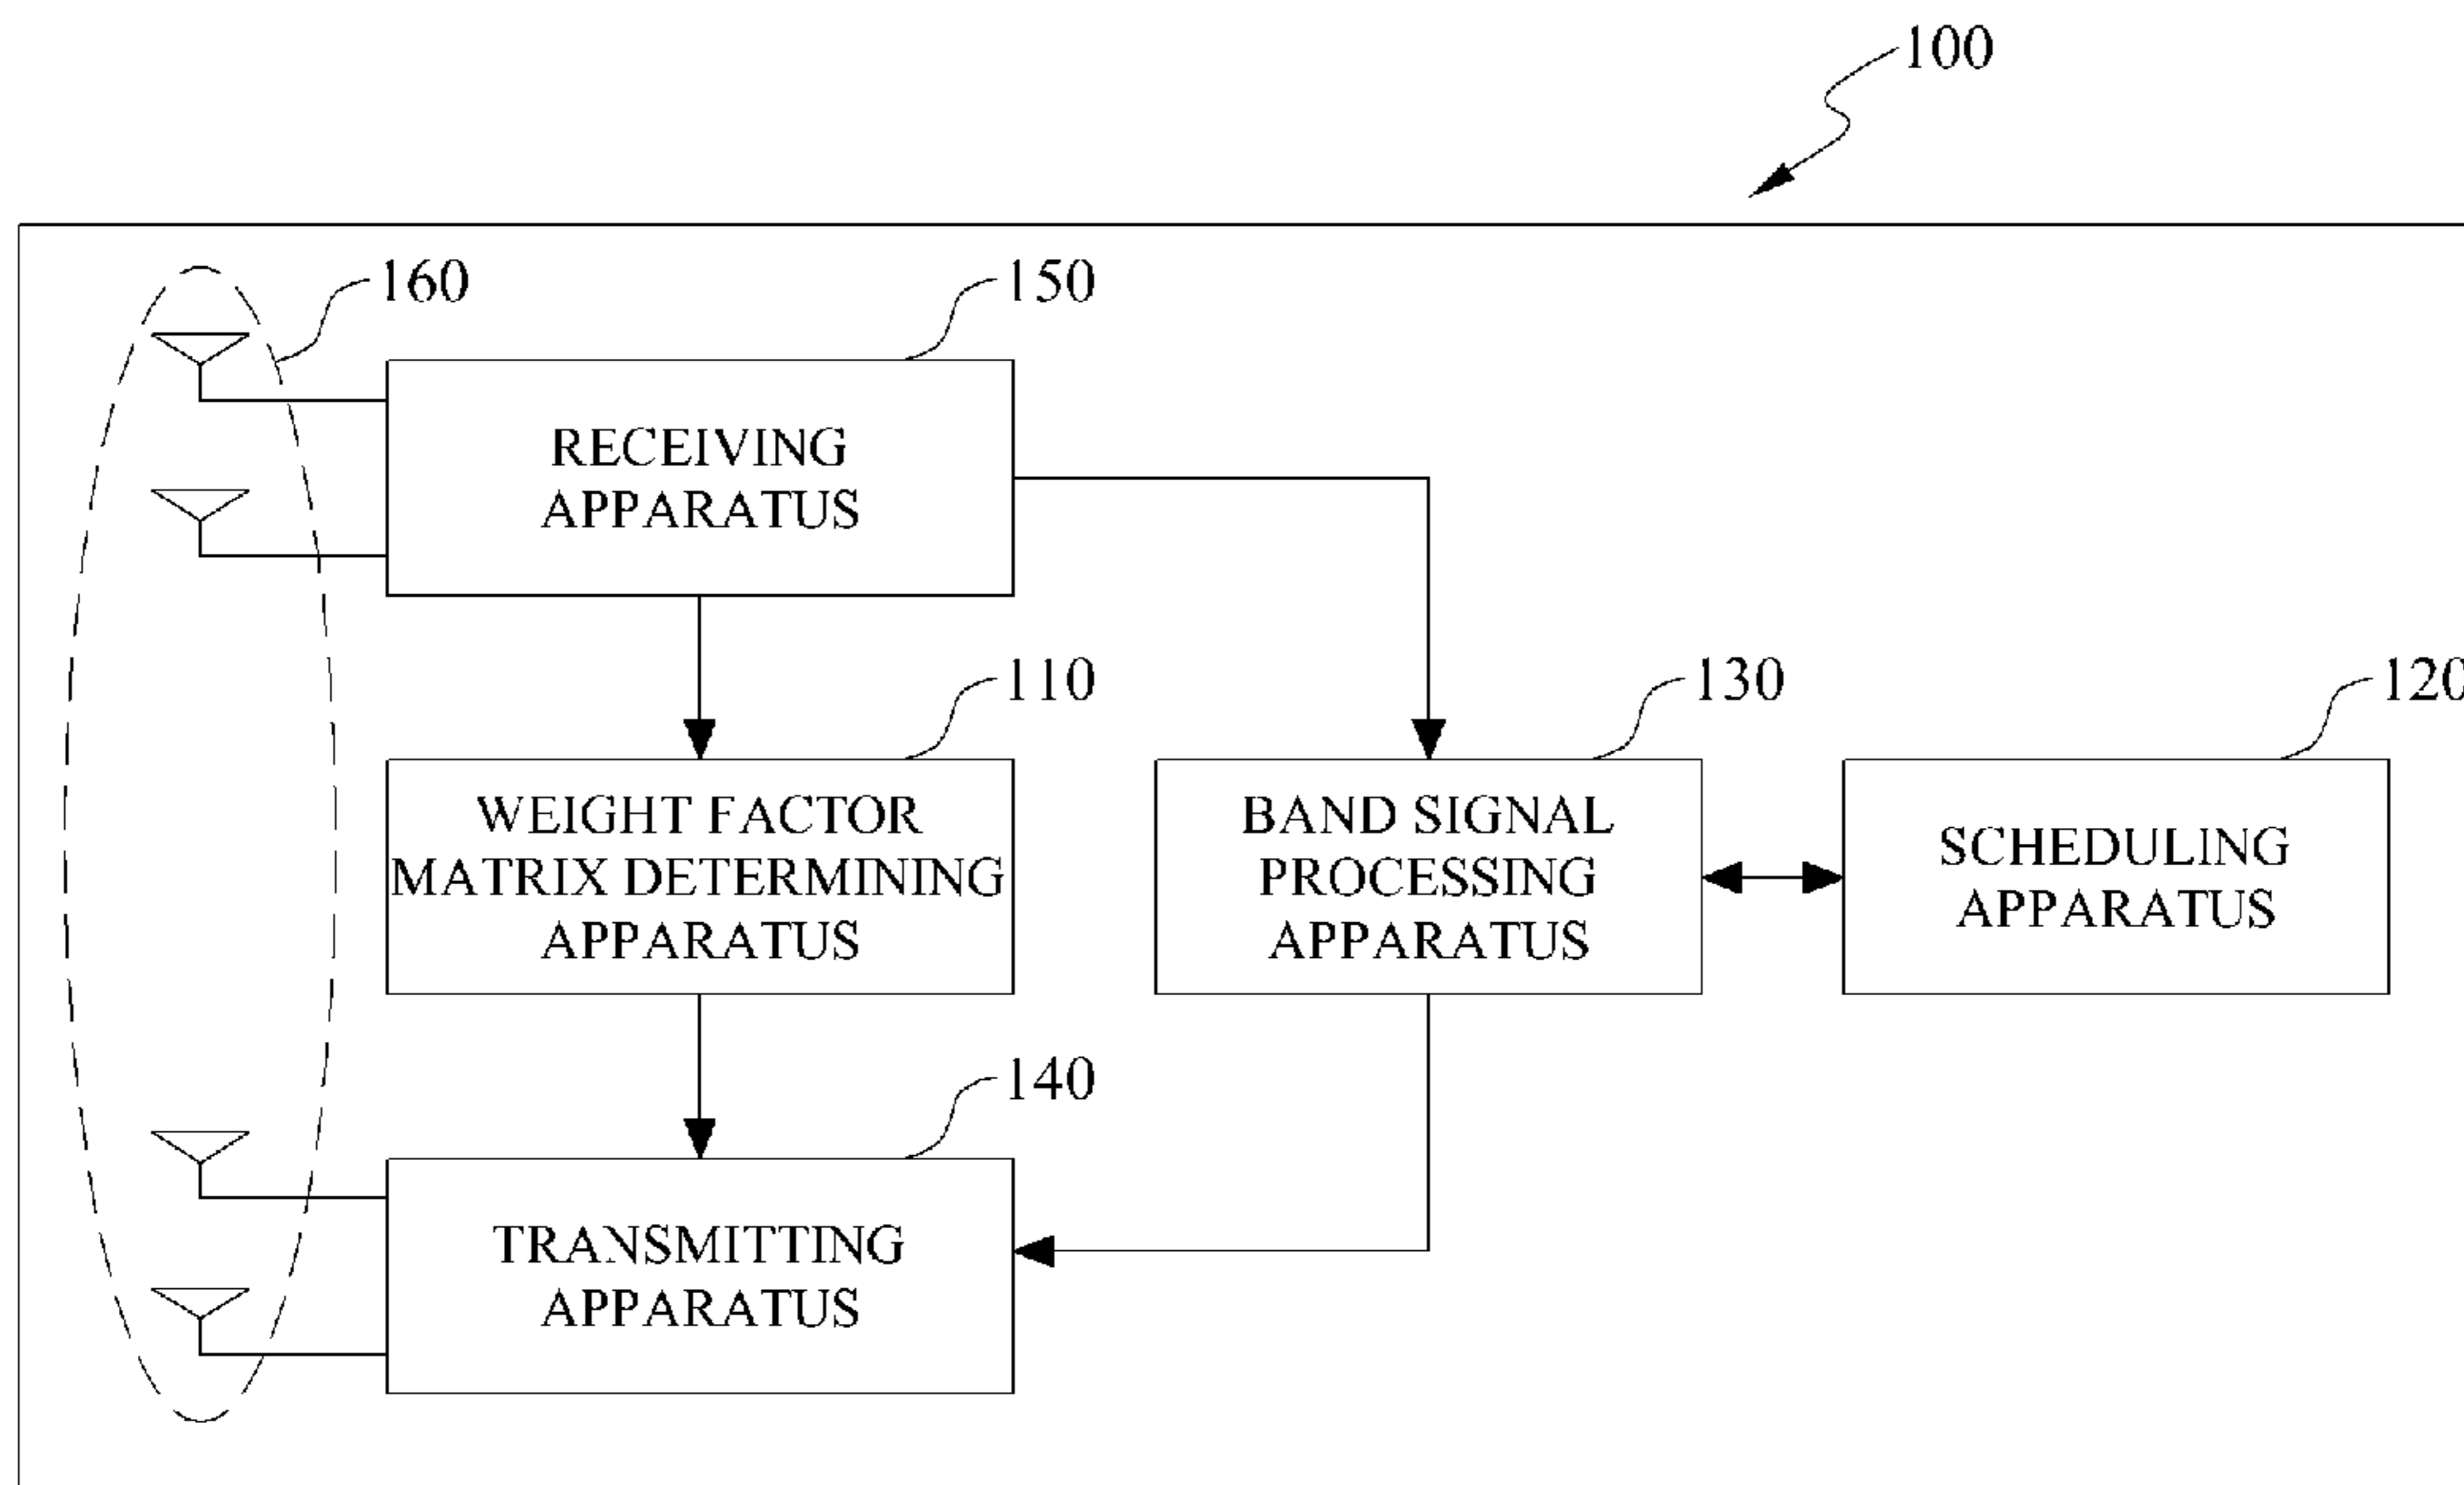 100
160
150
RECEIVING
APPARATUS
110
130
120
WEIGHT FACTOR
MATRIX DETERMINING
APPARATUS
BAND SIGNAL
PROCESSING
APPARATUS
SCHEDULING
APPARATUS
140
TRANSMITTING
APPARATUS